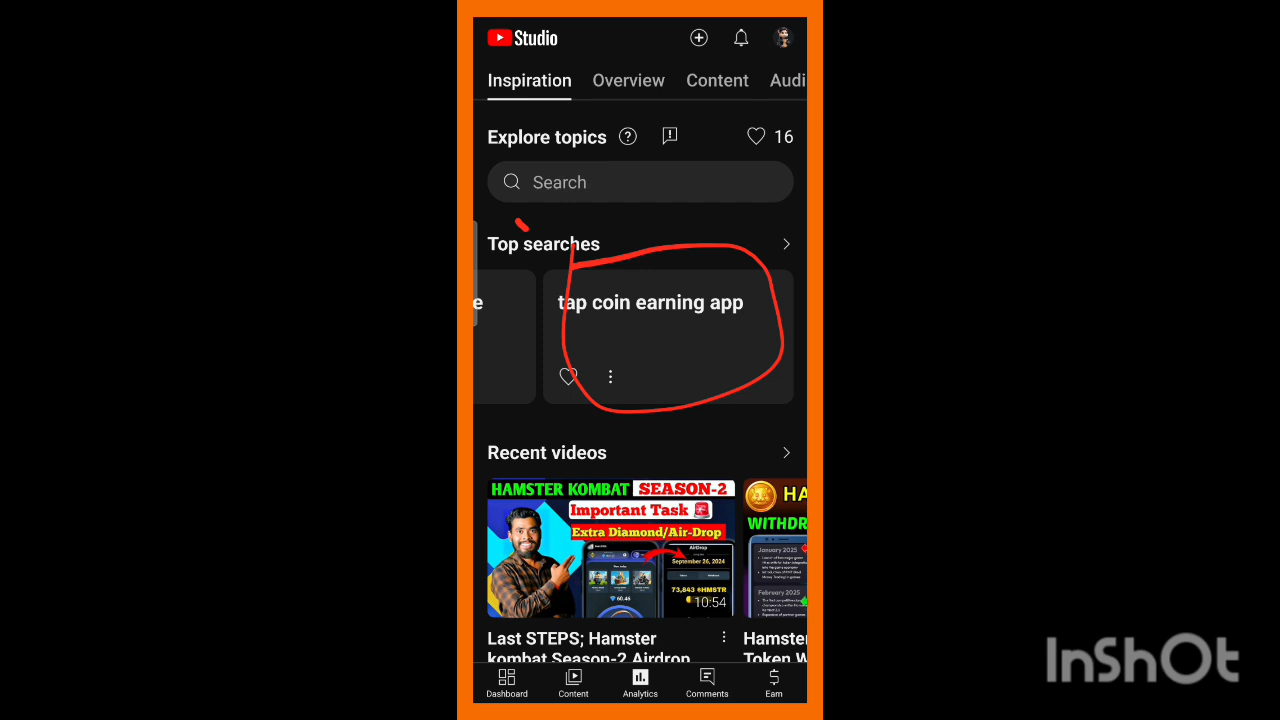 Studio
Inspiration Overview Content Audi
Explore topics 16
Search
Top searches
e
tap coin earning app
Recent videos
HAMSTER KOMBAT SEASON-2
Important Task
Extra Diamond/Air-Drop
AirDrop
September 26, 2024
73,843 $HMSTR
60.46
10:54
HA
WITHDR
January 2025
February 2025
Last STEPS; Hamster
kombat Season-2 Airdrop
Hamster
Token W
Dashboard Content Analytics Comments Earn
InShOt